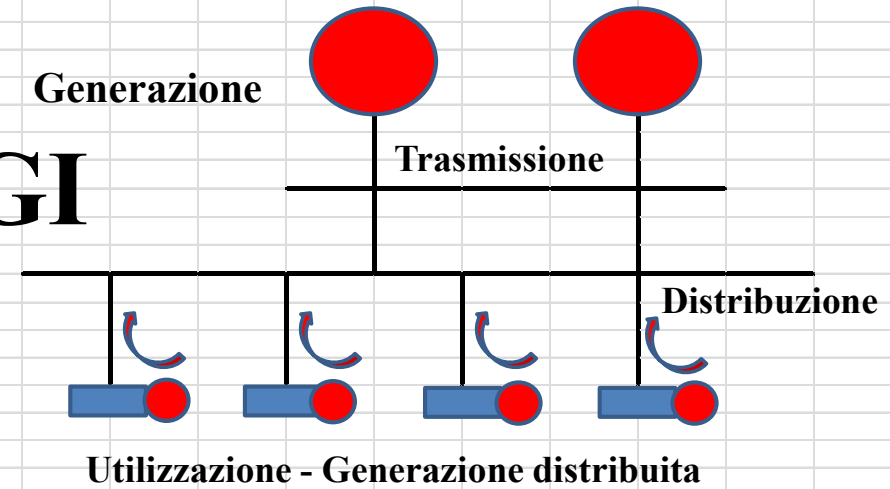 Generazione
Trasmissione
GI
Distribuzione
Utilizzazione - Generazione distribuita